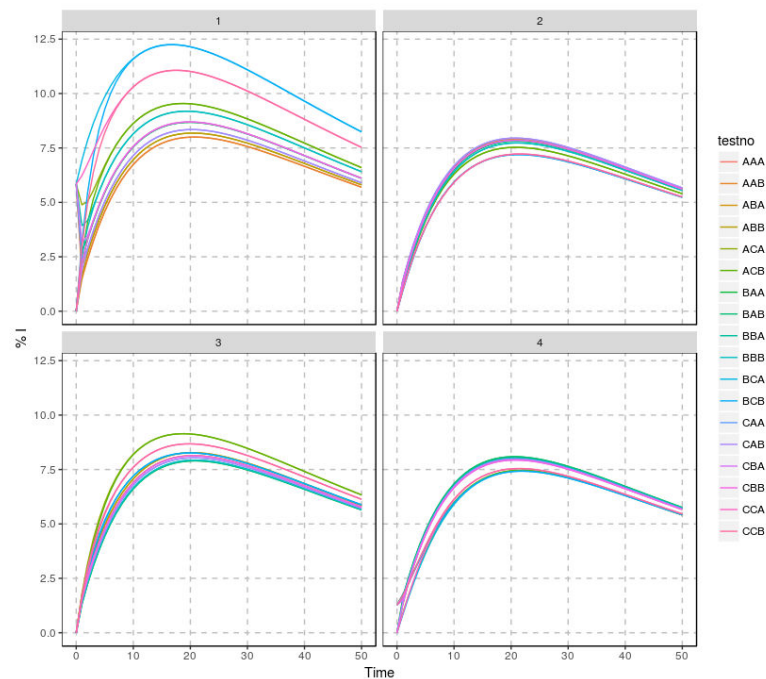 1
2
12.5
10.0
7.5
5.0
2.5
0.0
% I
3
4
12.5
10.0
7.5
5.0
2.5
0.0
0 10 20 30 40 50
0 10 20 30 40 50
Time
testno
AAA
AAB
ABA
ABB
ACA
ACB
BAA
BAB
BBA
BBB
BCA
BCB
CAA
CAB
CBA
CBB
CCA
CCB